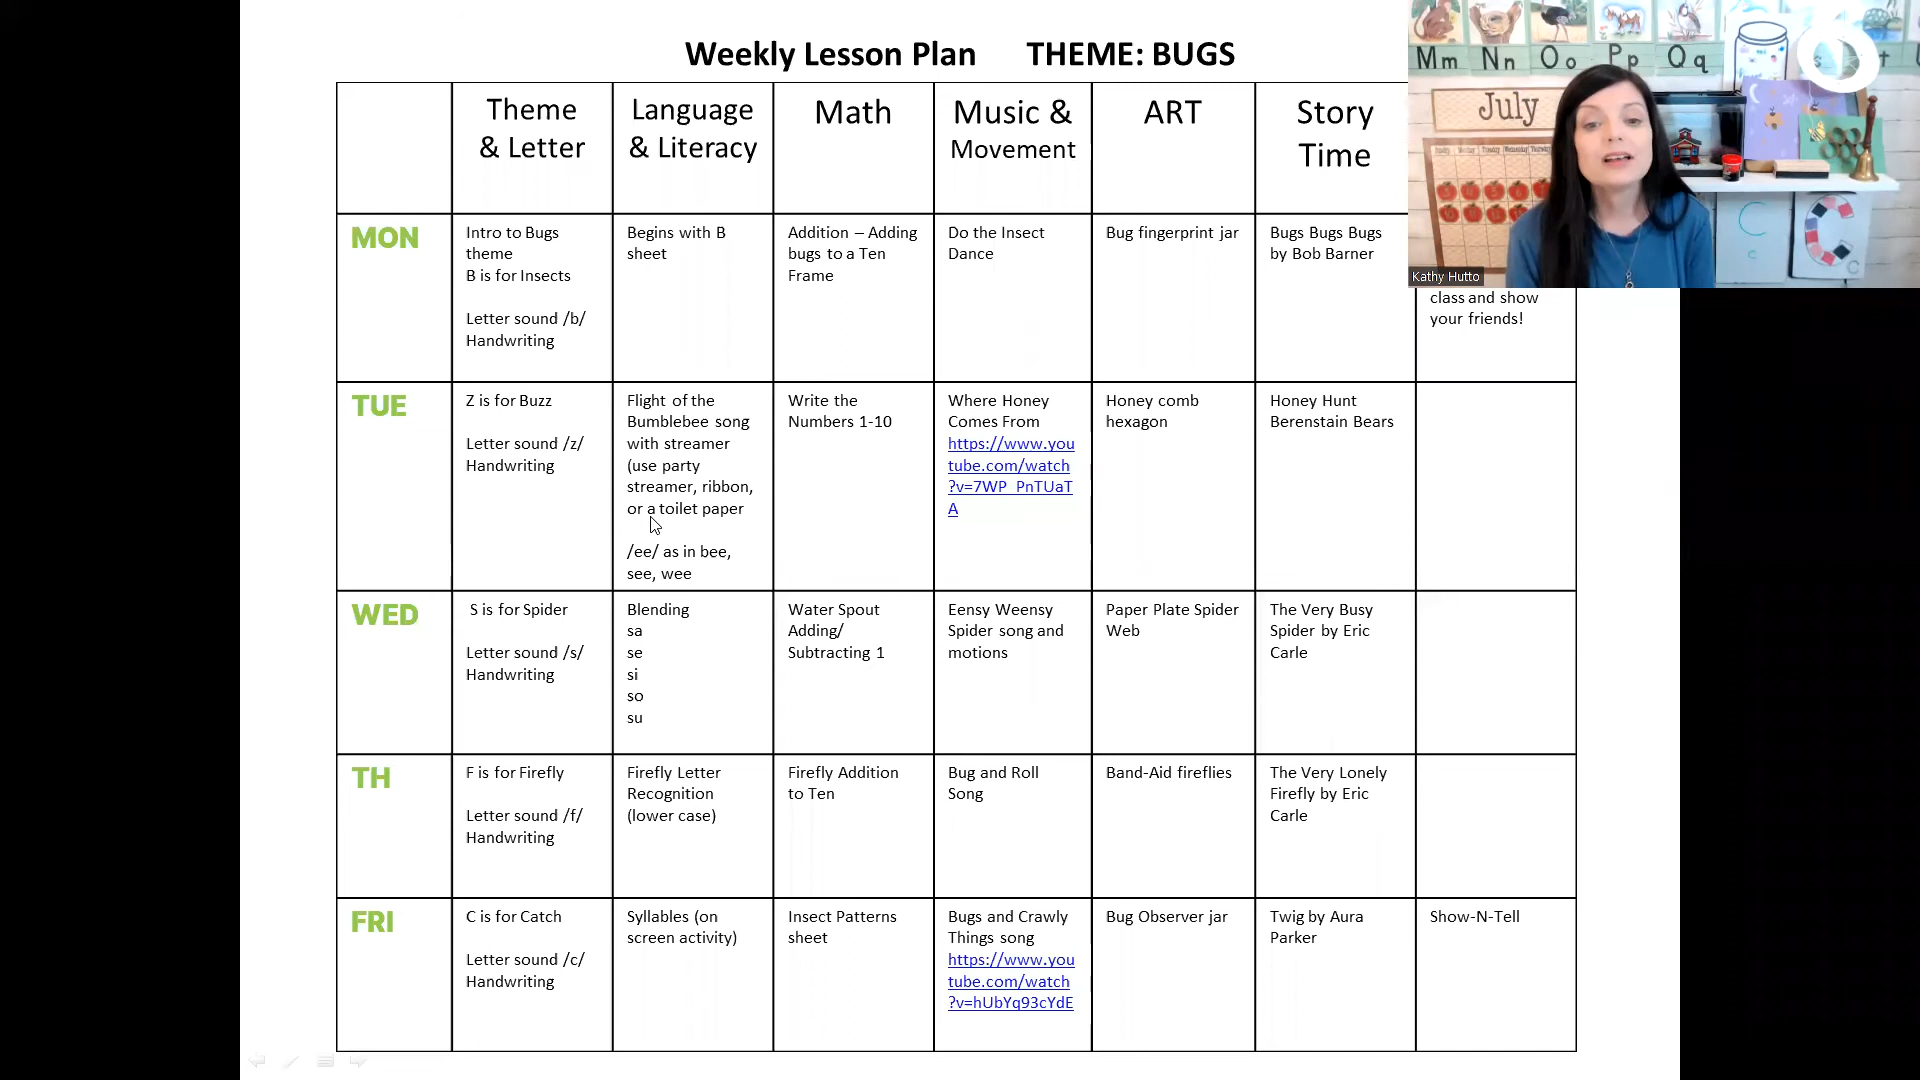 Weekly Lesson Plan THEME: BUGS
Theme
& Letter
Language
& Literacy
Math
Music &
Movement
ART
Story
Time
MON
Intro to Bugs
theme
B is for Insects
Letter sound /b/
Handwriting
Begins with B
sheet
Addition – Adding
bugs to a Ten
Frame
Do the Insect
Dance
Bug fingerprint jar
Bugs Bugs Bugs
by Bob Barner
class and show
your friends!
TUE
Z is for Buzz
Letter sound /z/
Handwriting
Flight of the
Bumblebee song
with streamer
(use party
streamer, ribbon,
or a toilet paper
/ee/ as in bee,
see, wee
Write the
Numbers 1-10
Where Honey
Comes From
https://www.you
tube.com/watch
?v=7WP_PnTUaT
A
Honey comb
hexagon
Honey Hunt
Berenstain Bears
WED
S is for Spider
Letter sound /s/
Handwriting
Blending
sa
se
si
so
su
Water Spout
Adding/
Subtracting 1
Eensy Weensy
Spider song and
motions
Paper Plate Spider
Web
The Very Busy
Spider by Eric
Carle
TH
F is for Firefly
Letter sound /f/
Handwriting
Firefly Letter
Recognition
(lower case)
Firefly Addition
to Ten
Bug and Roll
Song
Band-Aid fireflies
The Very Lonely
Firefly by Eric
Carle
FRI
C is for Catch
Letter sound /c/
Handwriting
Syllables (on
screen activity)
Insect Patterns
sheet
Bugs and Crawly
Things song
https://www.you
tube.com/watch
?v=hUbYq93cYdE
Bug Observer jar
Twig by Aura
Parker
Show-N-Tell
Mm Nn Oo Pp Qq
July
C
c
C
Kathy Hutto